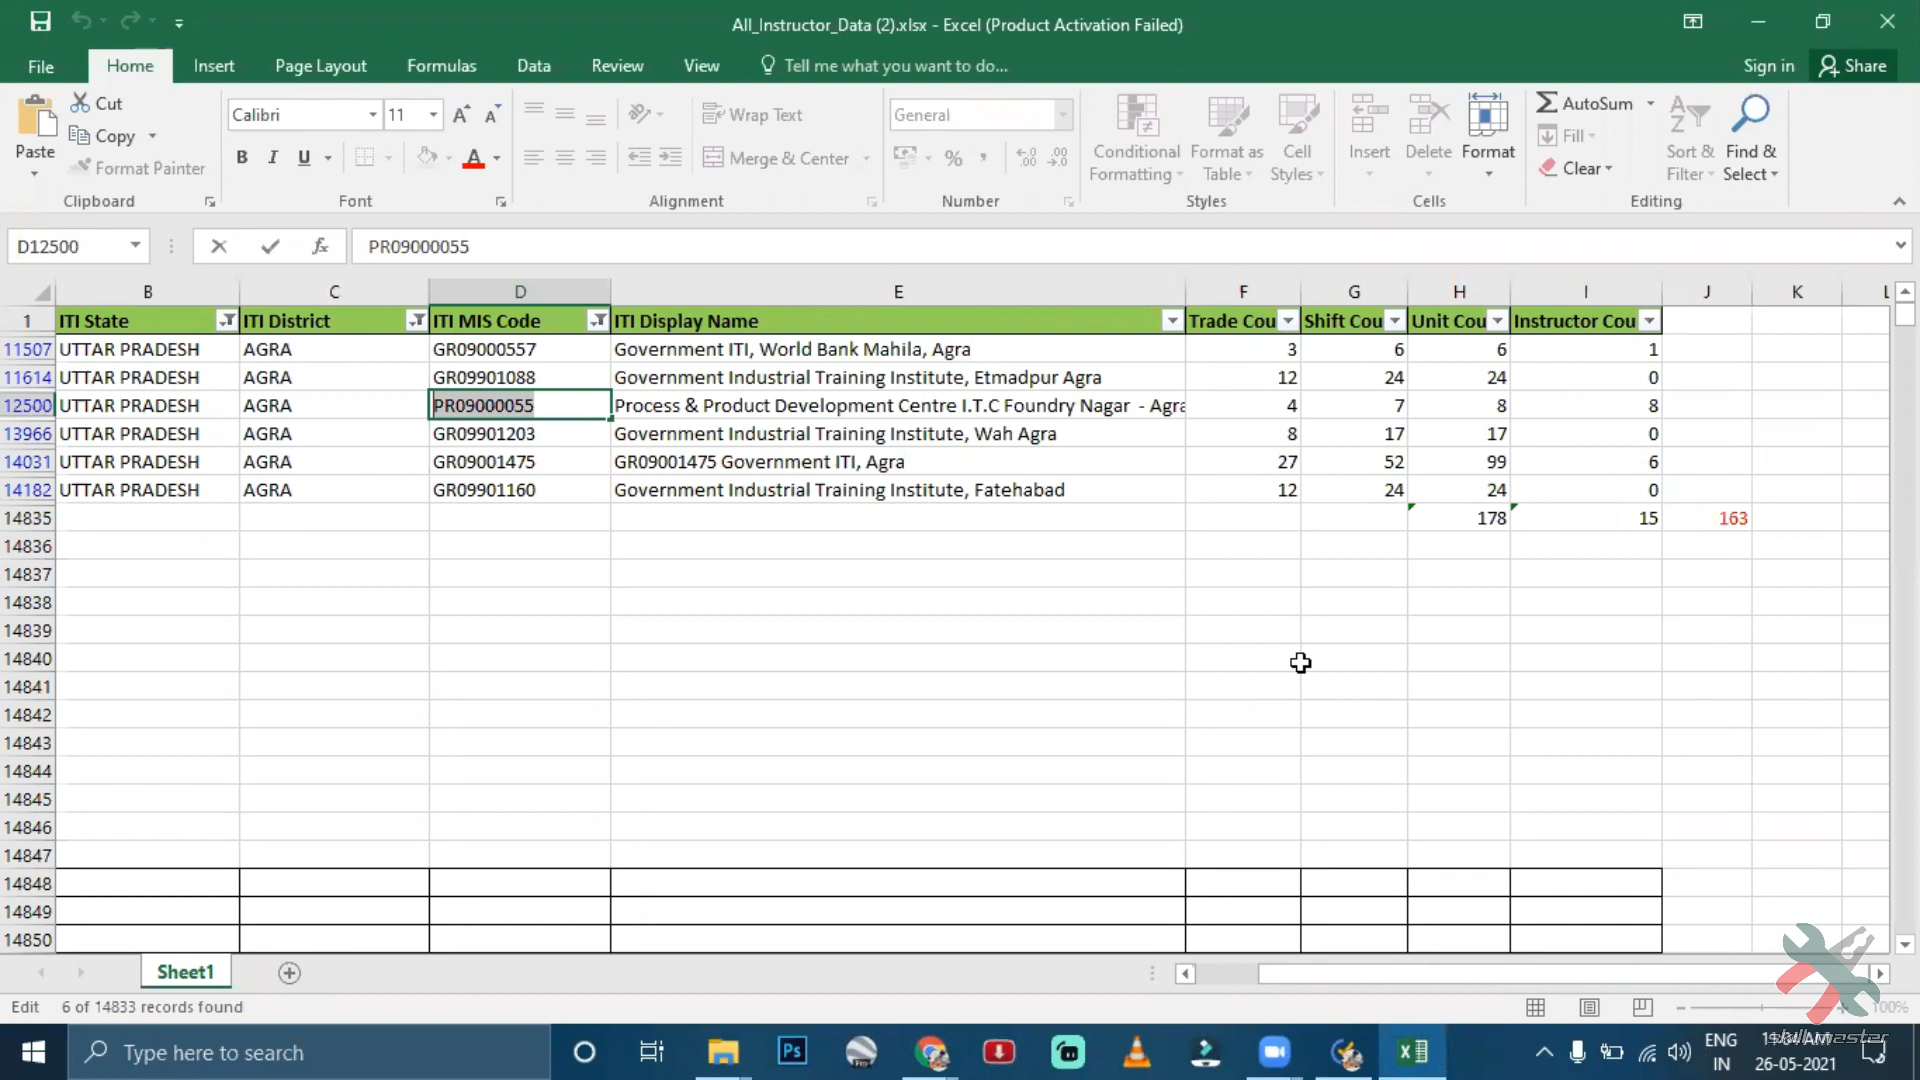 All_Instructor_Data (2).xlsx - Excel (Product Activation Failed)
File Home Insert Page Layout Formulas Data Review View Tell me what you want to do... Sign in Share
Paste Cut Copy Format Painter Clipboard
Calibri 11 B I U Font
Wrap Text Merge & Center Alignment
General % Number
Conditional Formatting Format as Table Cell Styles Styles
Insert Delete Format Cells
AutoSum Fill Clear Sort & Filter Find & Select Editing
D12500 fx PR09000055
B C D E F G H I J K L
1 ITI State ITI District ITI MIS Code ITI Display Name Trade Cou Shift Cou Unit Cou Instructor Cou
11507 UTTAR PRADESH AGRA GR09000557 Government ITI, World Bank Mahila, Agra 3 6 6 1
11614 UTTAR PRADESH AGRA GR09901088 Government Industrial Training Institute, Etmadpur Agra 12 24 24 0
12500 UTTAR PRADESH AGRA PR09000055 Process & Product Development Centre I.T.C Foundry Nagar - Agra 4 7 8 8
13966 UTTAR PRADESH AGRA GR09901203 Government Industrial Training Institute, Wah Agra 8 17 17 0
14031 UTTAR PRADESH AGRA GR09001475 GR09001475 Government ITI, Agra 27 52 99 6
14182 UTTAR PRADESH AGRA GR09901160 Government Industrial Training Institute, Fatehabad 12 24 24 0
14835 178 15 163
14836
14837
14838
14839
14840
14841
14842
14843
14844
14845
14846
14847
14848
14849
14850
Sheet1
Edit 6 of 14833 records found 100%
Type here to search Ps ENG
IN 26-05-2021
skill master